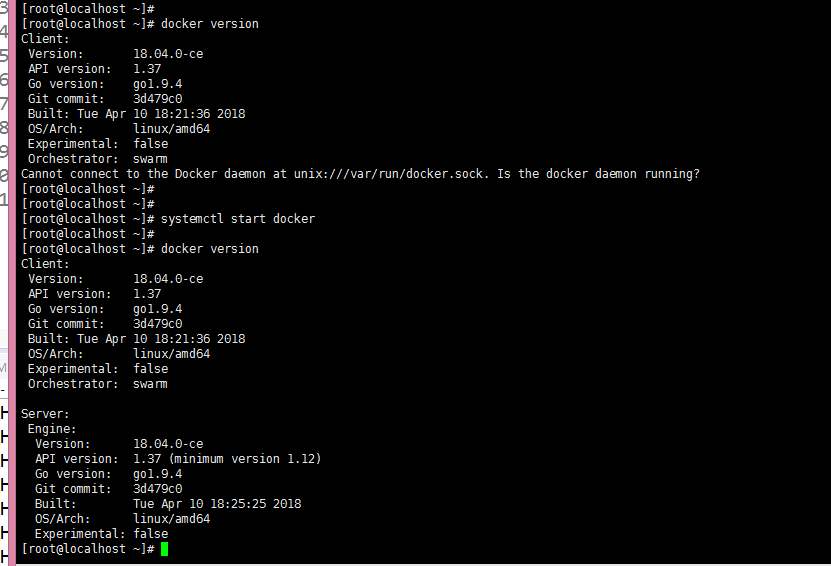 [root@localhost ~]#
[root@localhost ~]# docker version
Client:
Version: 18.04.0-ce
API version: 1.37
Go version: go1.9.4
Git commit: 3d479c0
Built: Tue Apr 10 18:21:36 2018
OS/Arch: linux/amd64
Experimental: false
Orchestrator: swarm
Cannot connect to the Docker daemon at unix:///var/run/docker.sock. Is the docker daemon running?
[root@localhost ~]#
[root@localhost ~]#
[root@localhost ~]# systemctl start docker
[root@localhost ~]#
[root@localhost ~]# docker version
Client:
Version: 18.04.0-ce
API version: 1.37
Go version: go1.9.4
Git commit: 3d479c0
Built: Tue Apr 10 18:21:36 2018
OS/Arch: linux/amd64
Experimental: false
Orchestrator: swarm
Server:
Engine:
Version: 18.04.0-ce
API version: 1.37 (minimum version 1.12)
Go version: go1.9.4
Git commit: 3d479c0
Built: Tue Apr 10 18:25:25 2018
OS/Arch: linux/amd64
Experimental: false
[root@localhost ~]#